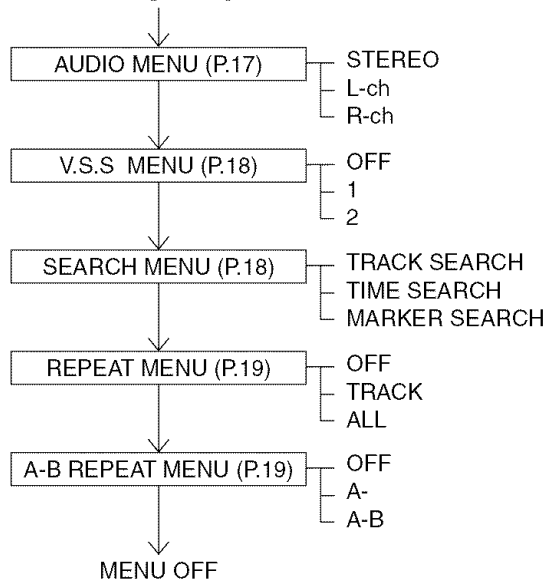 AUDIO MENU (P.17)
STEREO
L-ch
R-ch
V.S.S MENU (P.18)
OFF
1
2
SEARCH MENU (P.18)
TRACK SEARCH
TIME SEARCH
MARKER SEARCH
REPEAT MENU (P.19)
OFF
TRACK
ALL
A-B REPEAT MENU (P.19)
OFF
A-
A-B
MENU OFF